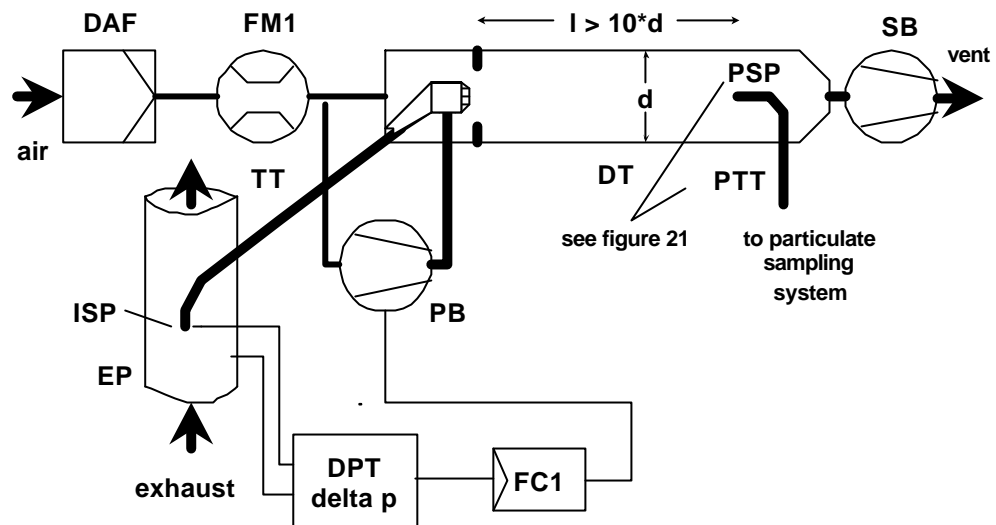 DAF
FM1
l > 10*d
SB
vent
PSP
d
air
TT
DT
PTT
see figure 21
to particulate
sampling
system
ISP
PB
EP
DPT
delta p
FC1
exhaust